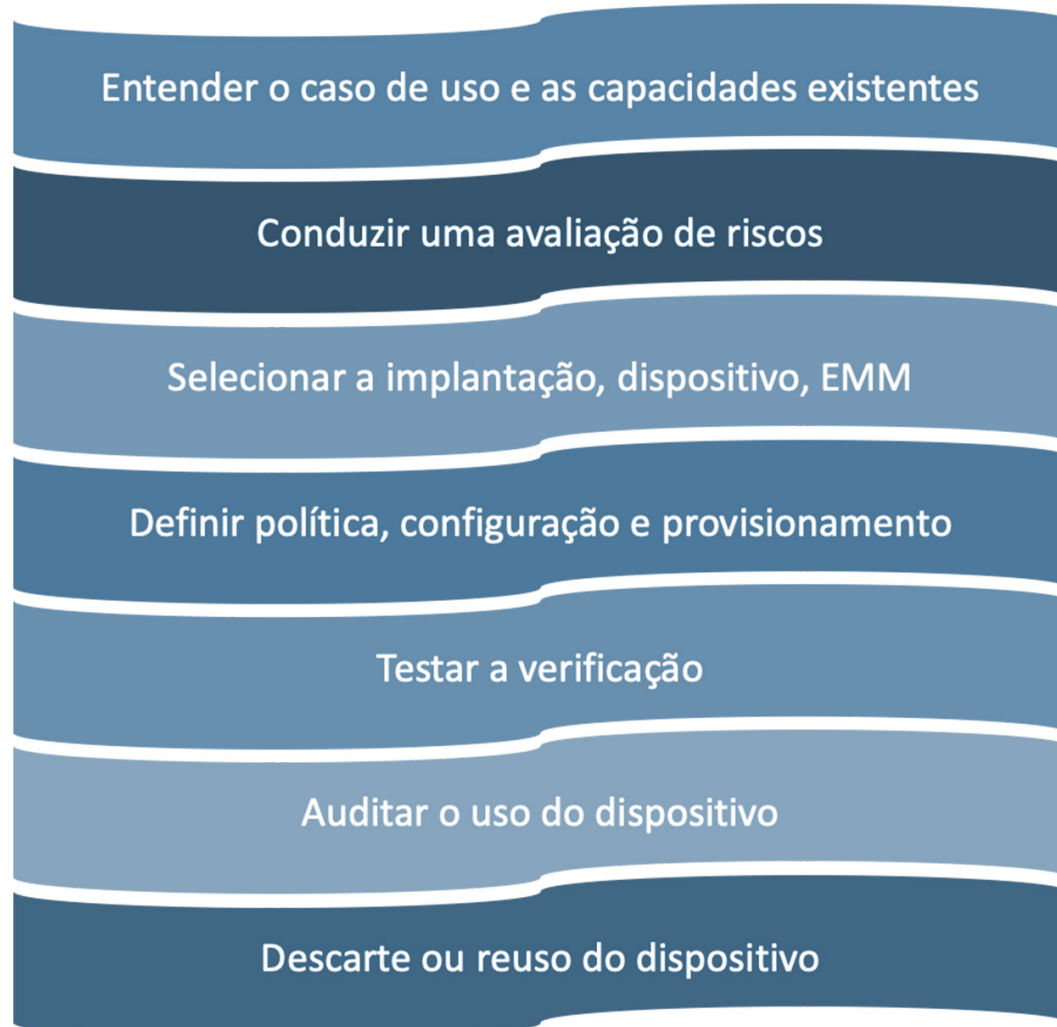 Entender o caso de uso e as capacidades existentes
Conduzir uma avaliação de riscos
Selecionar a implantação, dispositivo, EMM
Definir política, configuração e provisionamento
Testar a verificação
Auditar o uso do dispositivo
Descarte ou reuso do dispositivo